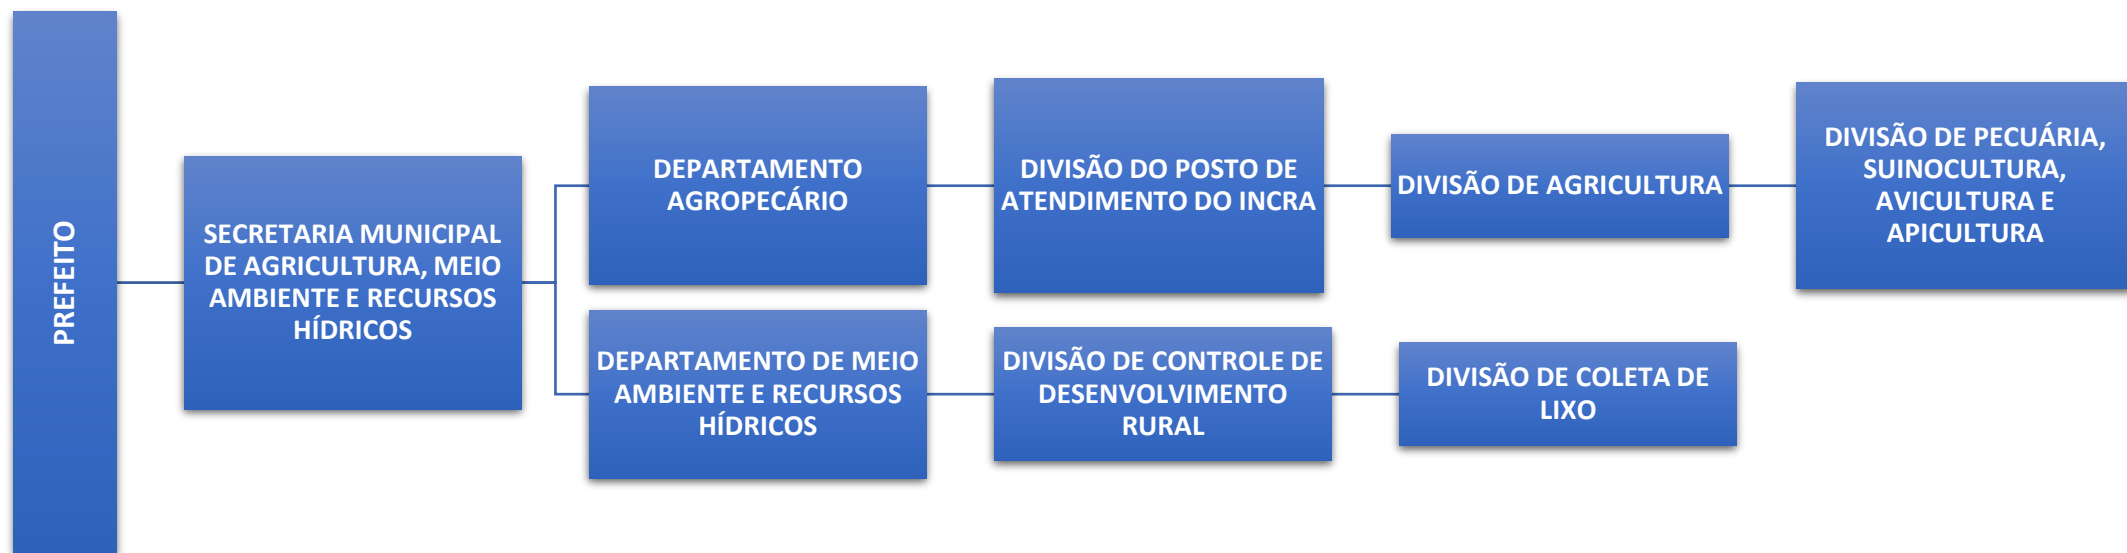 PREFEITO
SECRETARIA MUNICIPAL
DE AGRICULTURA, MEIO
AMBIENTE E RECURSOS
HÍDRICOS
DEPARTAMENTO
AGROPECÁRIO
DIVISÃO DO POSTO DE
ATENDIMENTO DO INCRA
DIVISÃO DE AGRICULTURA
DIVISÃO DE PECUÁRIA,
SUINOCULTURA,
AVICULTURA E
APICULTURA
DEPARTAMENTO DE MEIO
AMBIENTE E RECURSOS
HÍDRICOS
DIVISÃO DE CONTROLE DE
DESENVOLVIMENTO
RURAL
DIVISÃO DE COLETA DE
LIXO